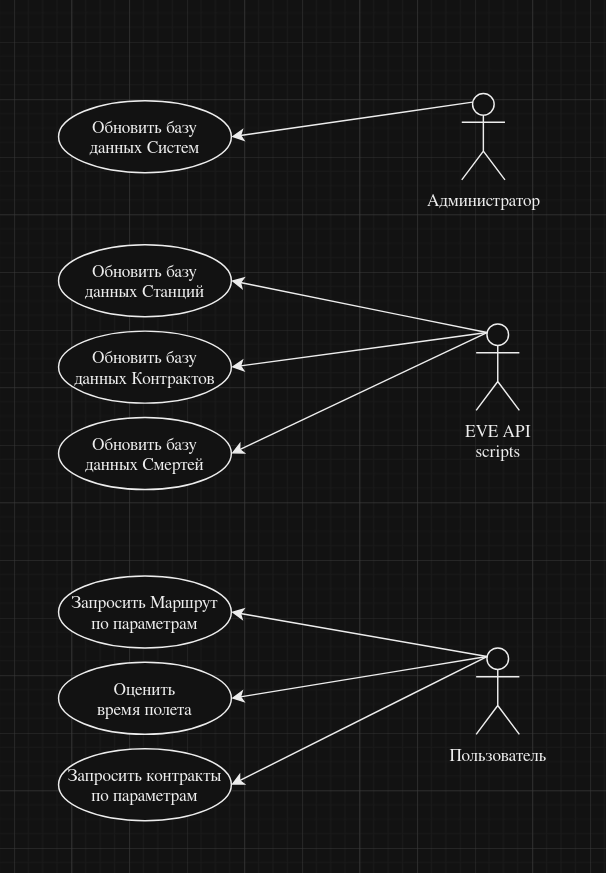 Обновить базу
данных Систем
Администратор
Обновить базу
данных Станций
Обновить базу
данных Контрактов
Обновить базу
данных Смертей
EVE API
scripts
Запросить Маршрут
по параметрам
Оценить
время полета
Запросить контракты
по параметрам
Пользователь